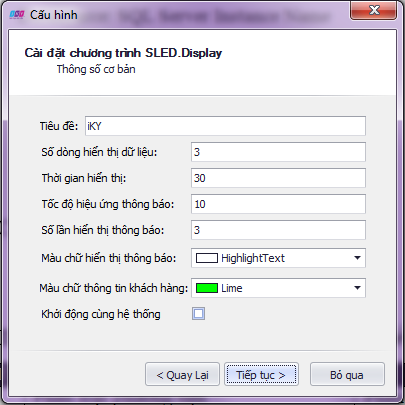 Cấu hình
Cài đặt chương trình SLED.Display
Thông số cơ bản
Tiêu đề: iKY
Số dòng hiển thị dữ liệu: 3
Thời gian hiển thị: 30
Tốc độ hiệu ứng thông báo: 10
Số lần hiển thị thông báo: 3
Màu chữ hiển thị thông báo: HighlightText
Màu chữ thông tin khách hàng: Lime
Khởi động cùng hệ thống
< Quay Lại Tiếp tục > Bỏ qua